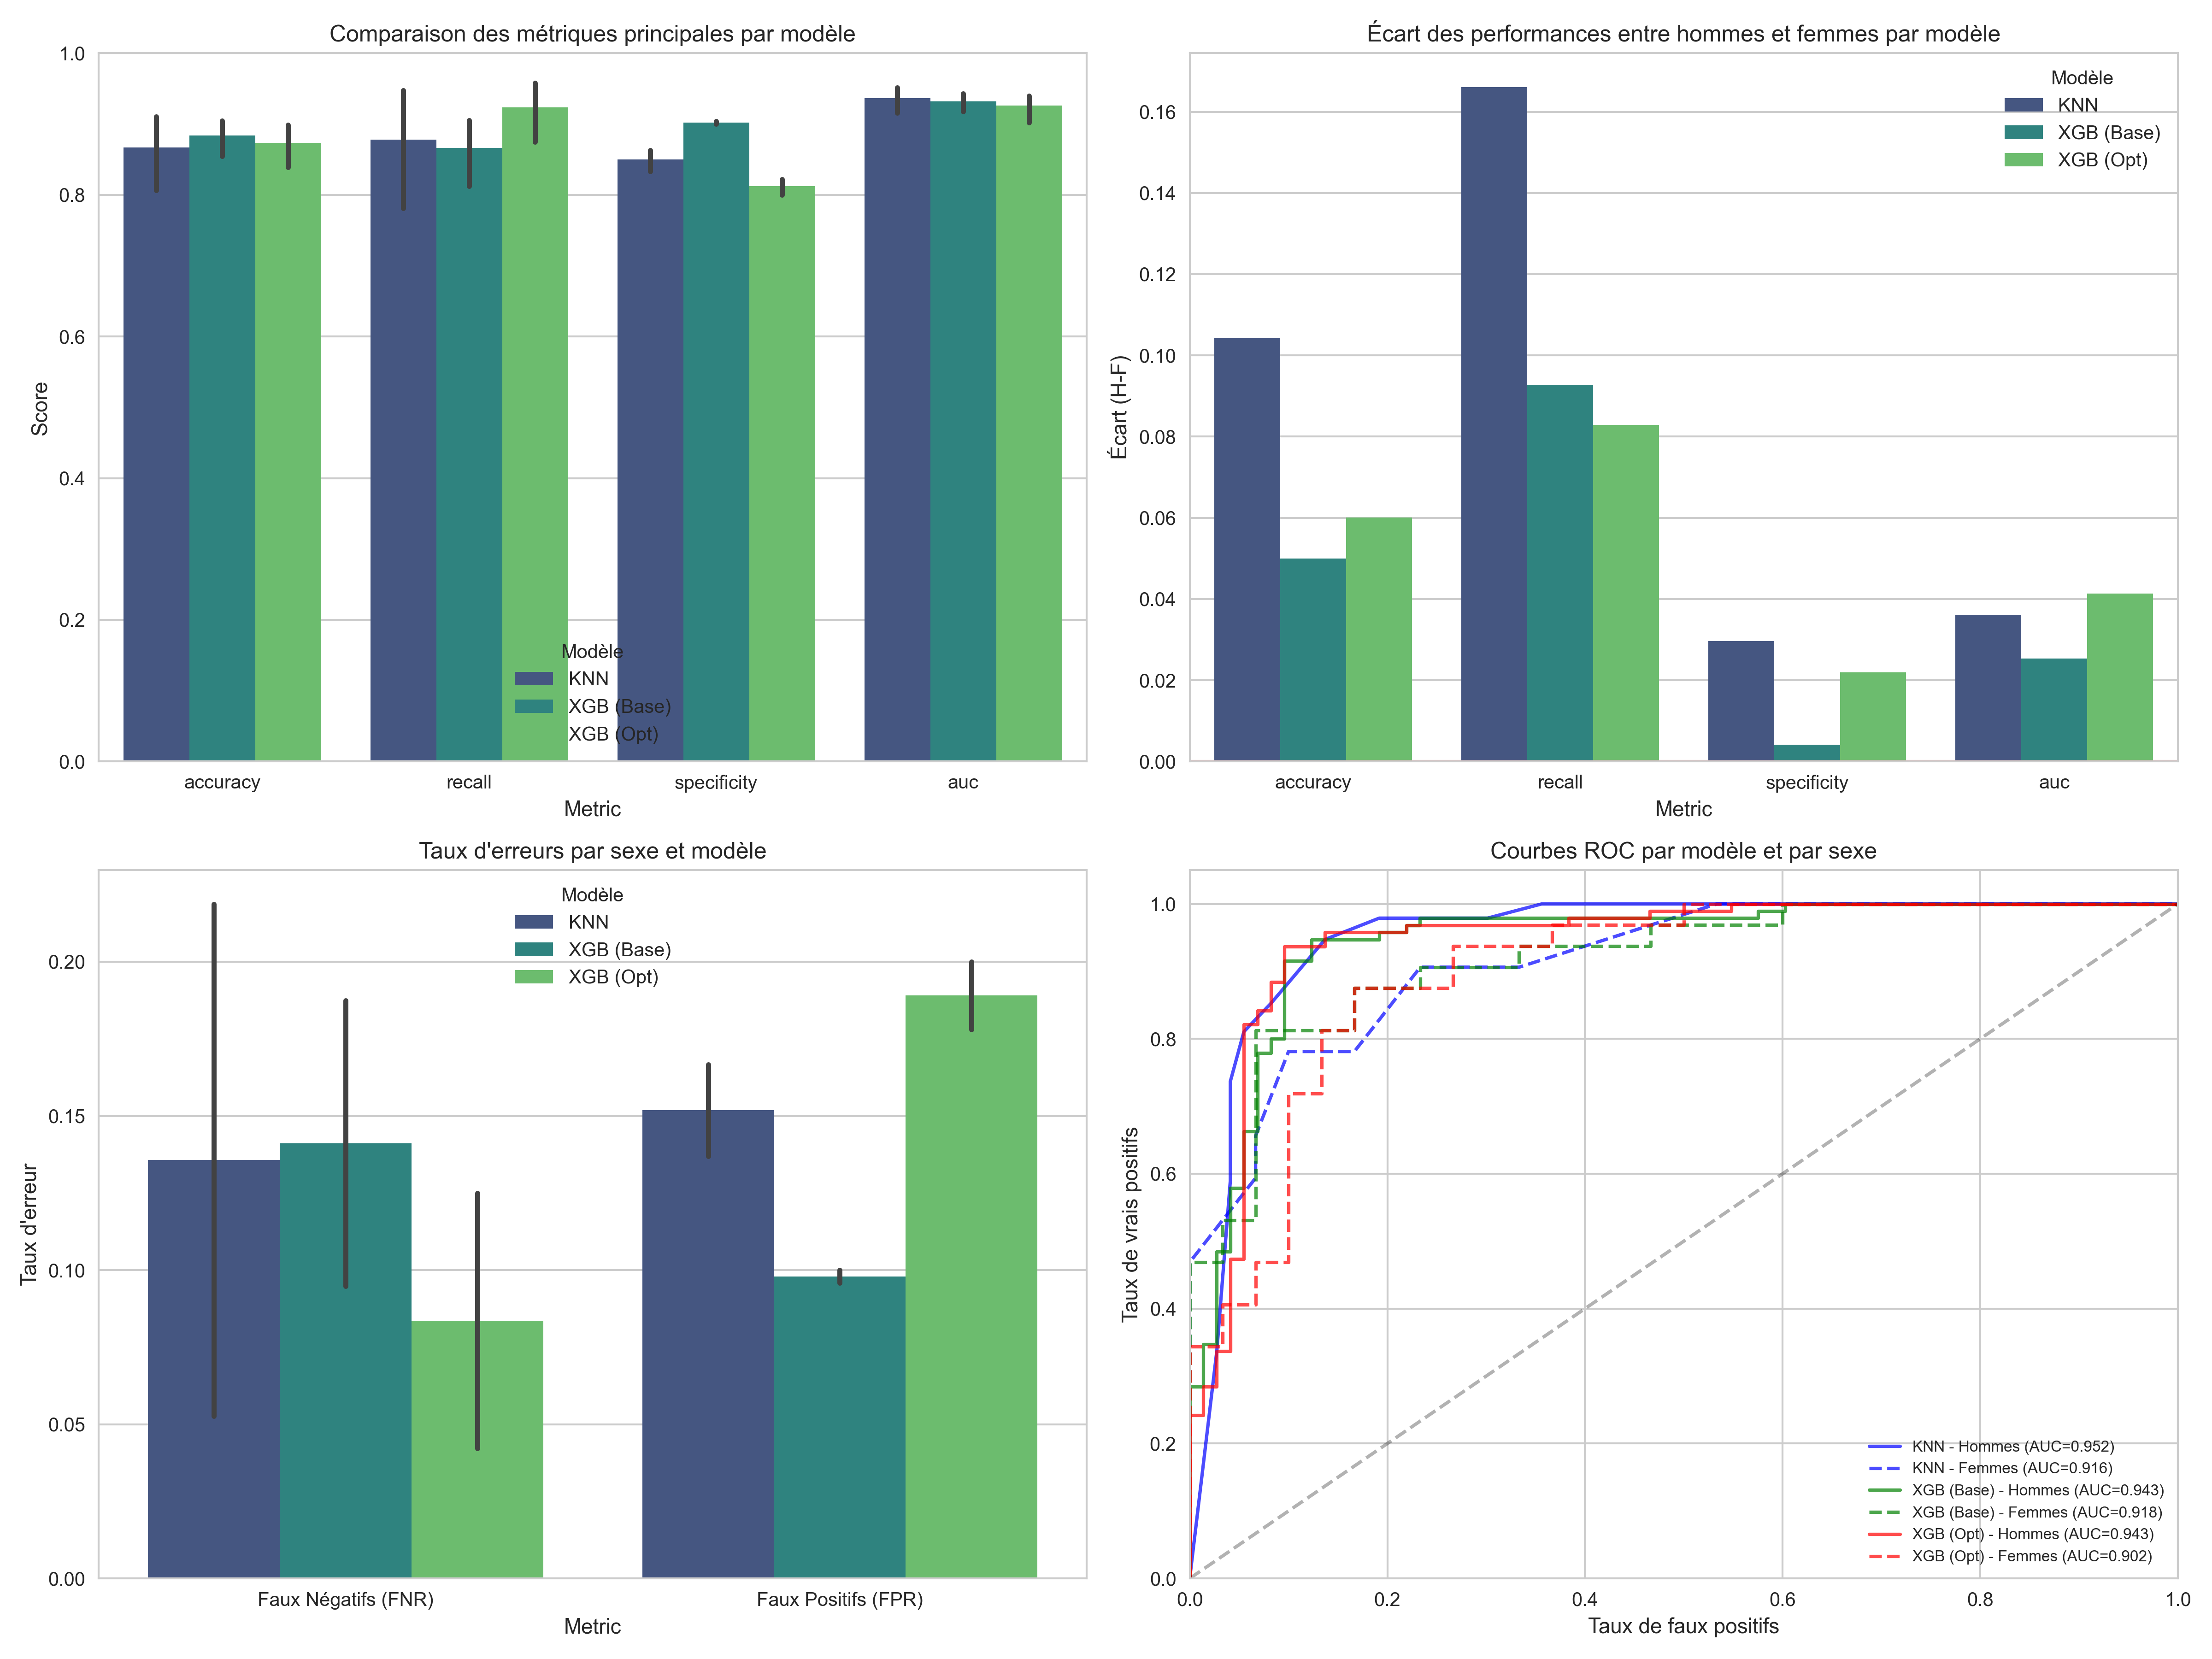 Comparaison des métriques principales par modèle
1.0
0.8
0.6
0.4
0.2
0.0
Score
Modèle
KNN
XGB (Base)
XGB (Opt)
accuracy recall specificity auc
Metric
Écart des performances entre hommes et femmes par modèle
0.16
0.14
0.12
0.10
0.08
0.06
0.04
0.02
0.00
Écart (H-F)
Modèle
KNN
XGB (Base)
XGB (Opt)
accuracy recall specificity auc
Metric
Taux d'erreurs par sexe et modèle
0.20
0.15
0.10
0.05
0.00
Taux d'erreur
Modèle
KNN
XGB (Base)
XGB (Opt)
Faux Négatifs (FNR) Faux Positifs (FPR)
Metric
Courbes ROC par modèle et par sexe
1.0
0.8
0.6
0.4
0.2
0.0
Taux de vrais positifs
KNN - Hommes (AUC=0.952)
KNN - Femmes (AUC=0.916)
XGB (Base) - Hommes (AUC=0.943)
XGB (Base) - Femmes (AUC=0.918)
XGB (Opt) - Hommes (AUC=0.943)
XGB (Opt) - Femmes (AUC=0.902)
0.0 0.2 0.4 0.6 0.8 1.0
Taux de faux positifs